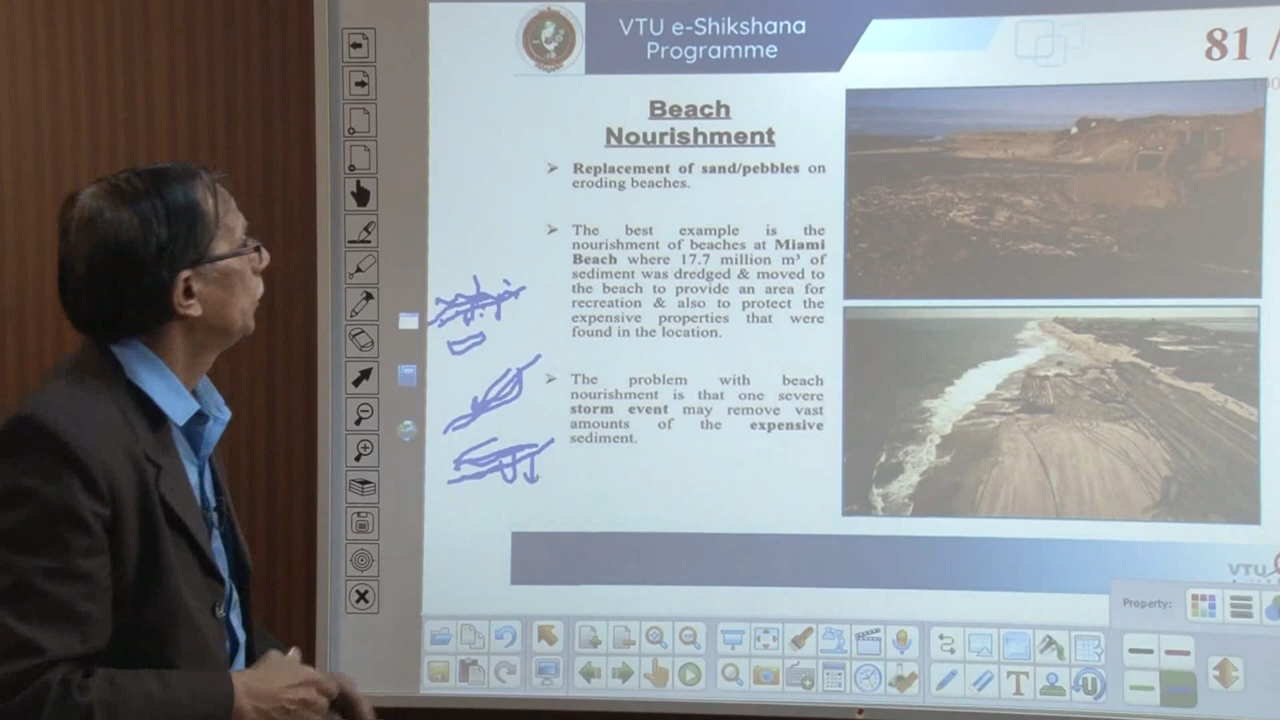 VTU e-Shikshana
Programme
81 /
Beach
Nourishment
➢ Replacement of sand/pebbles on
eroding beaches.
➢ The best example is the
nourishment of beaches at Miami
Beach where 17.7 million m³ of
sediment was dredged & moved to
the beach to provide an area for
recreation & also to protect the
expensive properties that were
found in the location.
➢ The problem with beach
nourishment is that one severe
storm event may remove vast
amounts of the expensive
sediment.
VTU
Property: